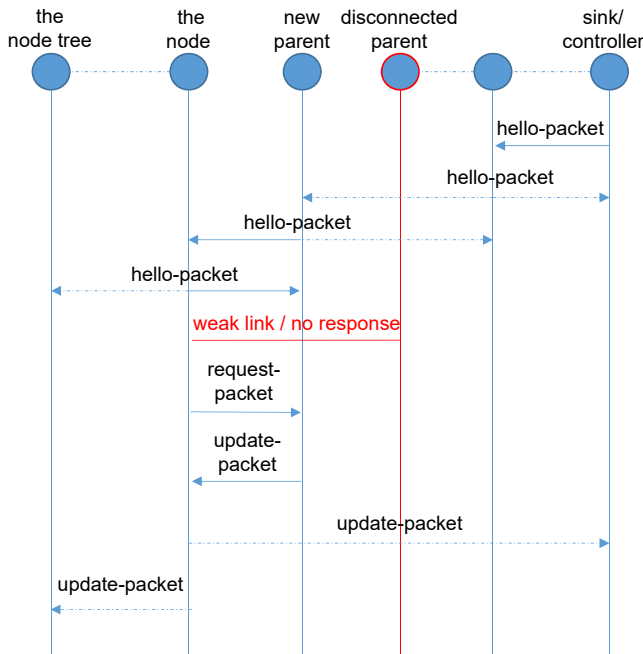 the
node tree
the
node
new
parent
disconnected
parent
sink/
controller
hello-packet
hello-packet
hello-packet
hello-packet
weak link / no response
request-
packet
update-
packet
update-packet
update-packet